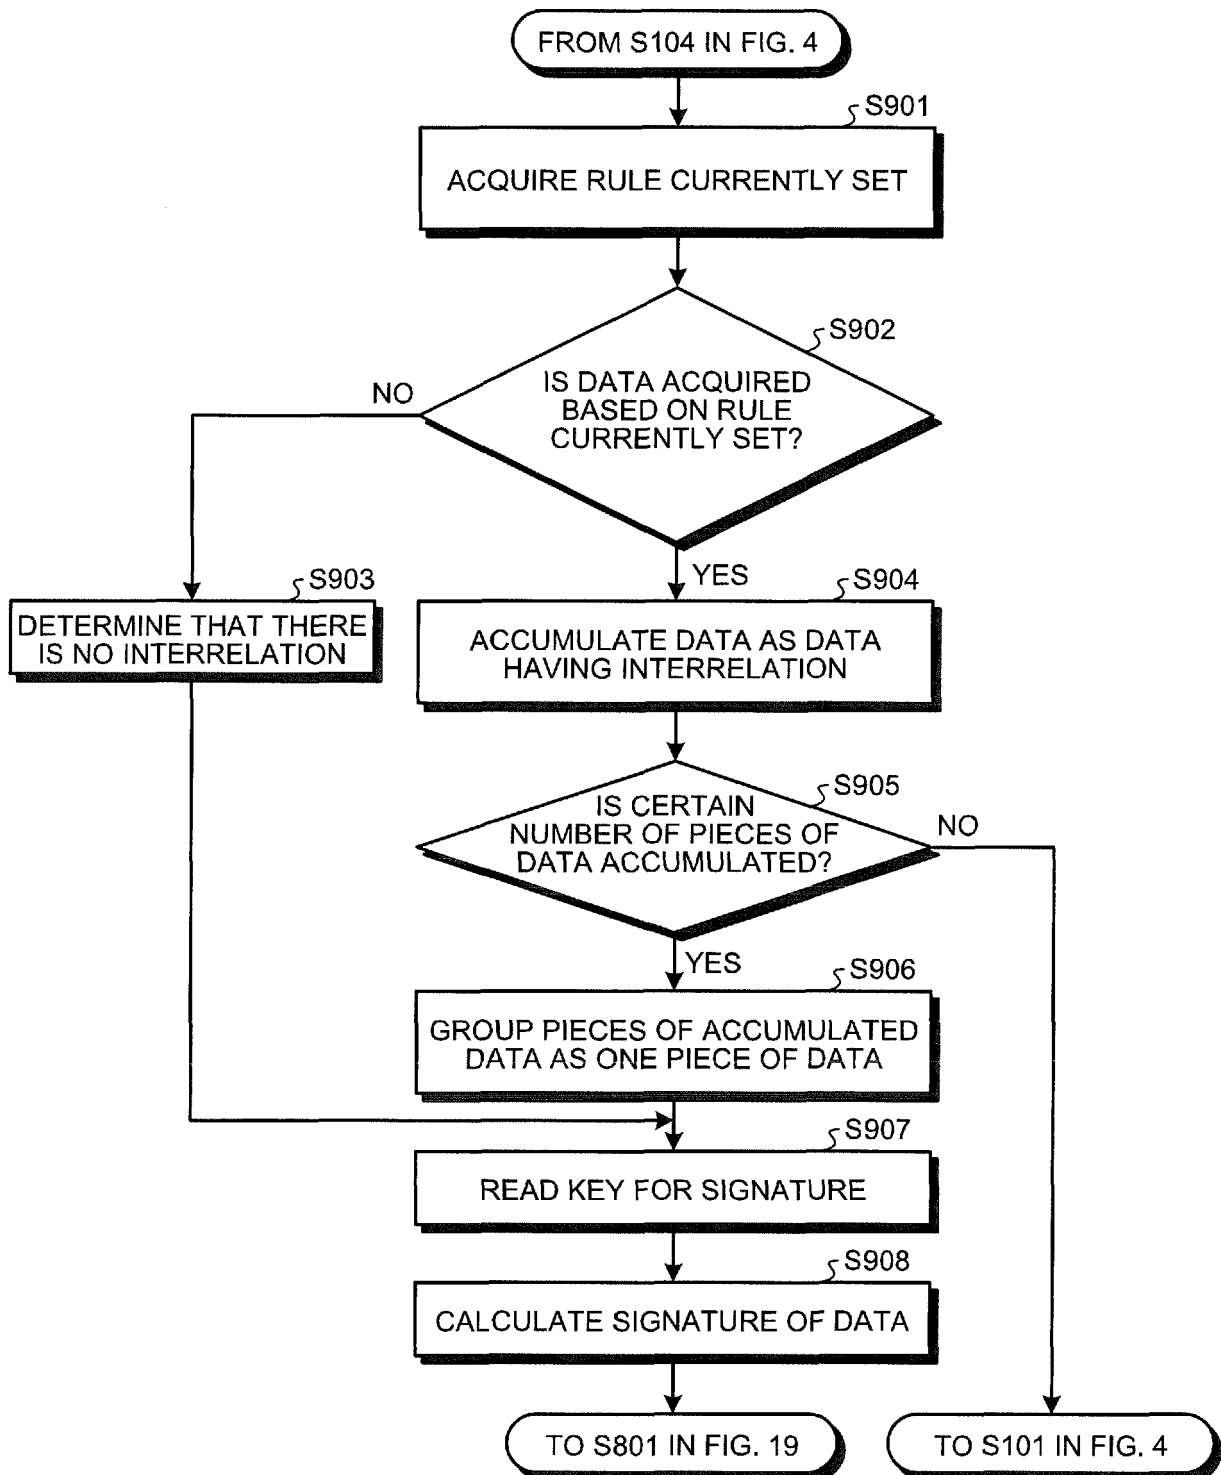 FROM S104 IN FIG. 4
S901
ACQUIRE RULE CURRENTLY SET
S902
IS DATA ACQUIRED
BASED ON RULE
CURRENTLY SET?
NO
YES
S903
DETERMINE THAT THERE
IS NO INTERRELATION
S904
ACCUMULATE DATA AS DATA
HAVING INTERRELATION
S905
IS CERTAIN
NUMBER OF PIECES OF
DATA ACCUMULATED?
NO
YES
S906
GROUP PIECES OF ACCUMULATED
DATA AS ONE PIECE OF DATA
S907
READ KEY FOR SIGNATURE
S908
CALCULATE SIGNATURE OF DATA
TO S801 IN FIG. 19
TO S101 IN FIG. 4